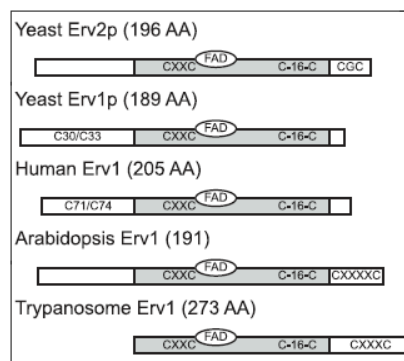 Yeast Erv2p (196 AA)
FAD
CXXC C-16-C CGC
Yeast Erv1p (189 AA)
FAD
C30/C33 CXXC C-16-C
Human Erv1 (205 AA)
FAD
C71/C74 CXXC C-16-C
Arabidopsis Erv1 (191)
FAD
CXXC C-16-C CXXXXC
Trypanosome Erv1 (273 AA)
FAD
CXXC C-16-C CXXXC